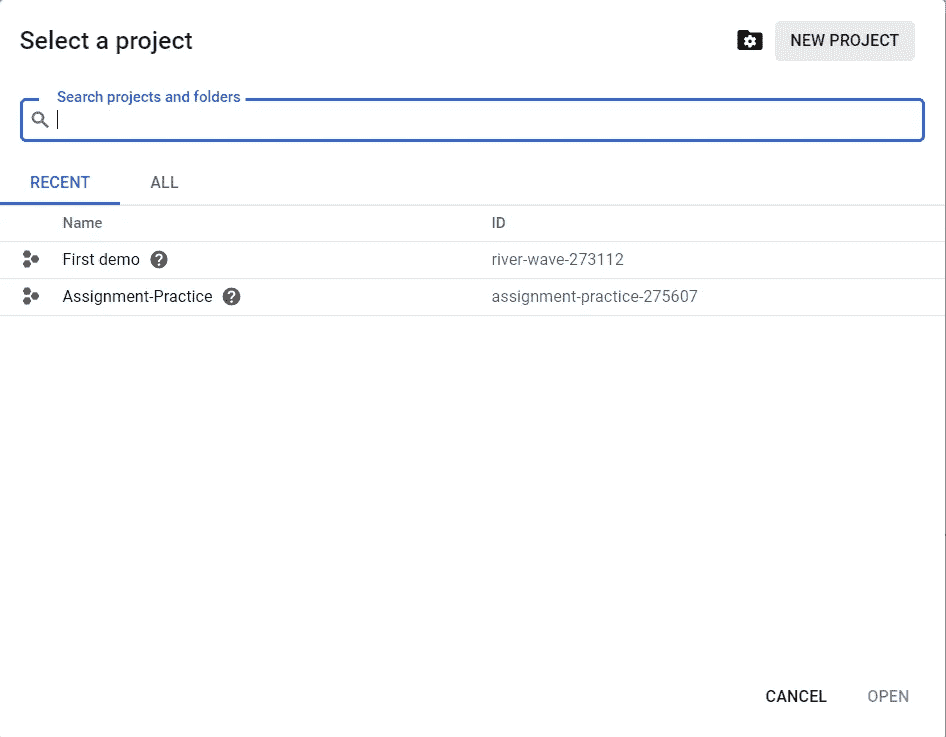 Select a project
NEW PROJECT
Search projects and folders
RECENT ALL
Name ID
First demo river-wave-273112
Assignment-Practice assignment-practice-275607
CANCEL OPEN